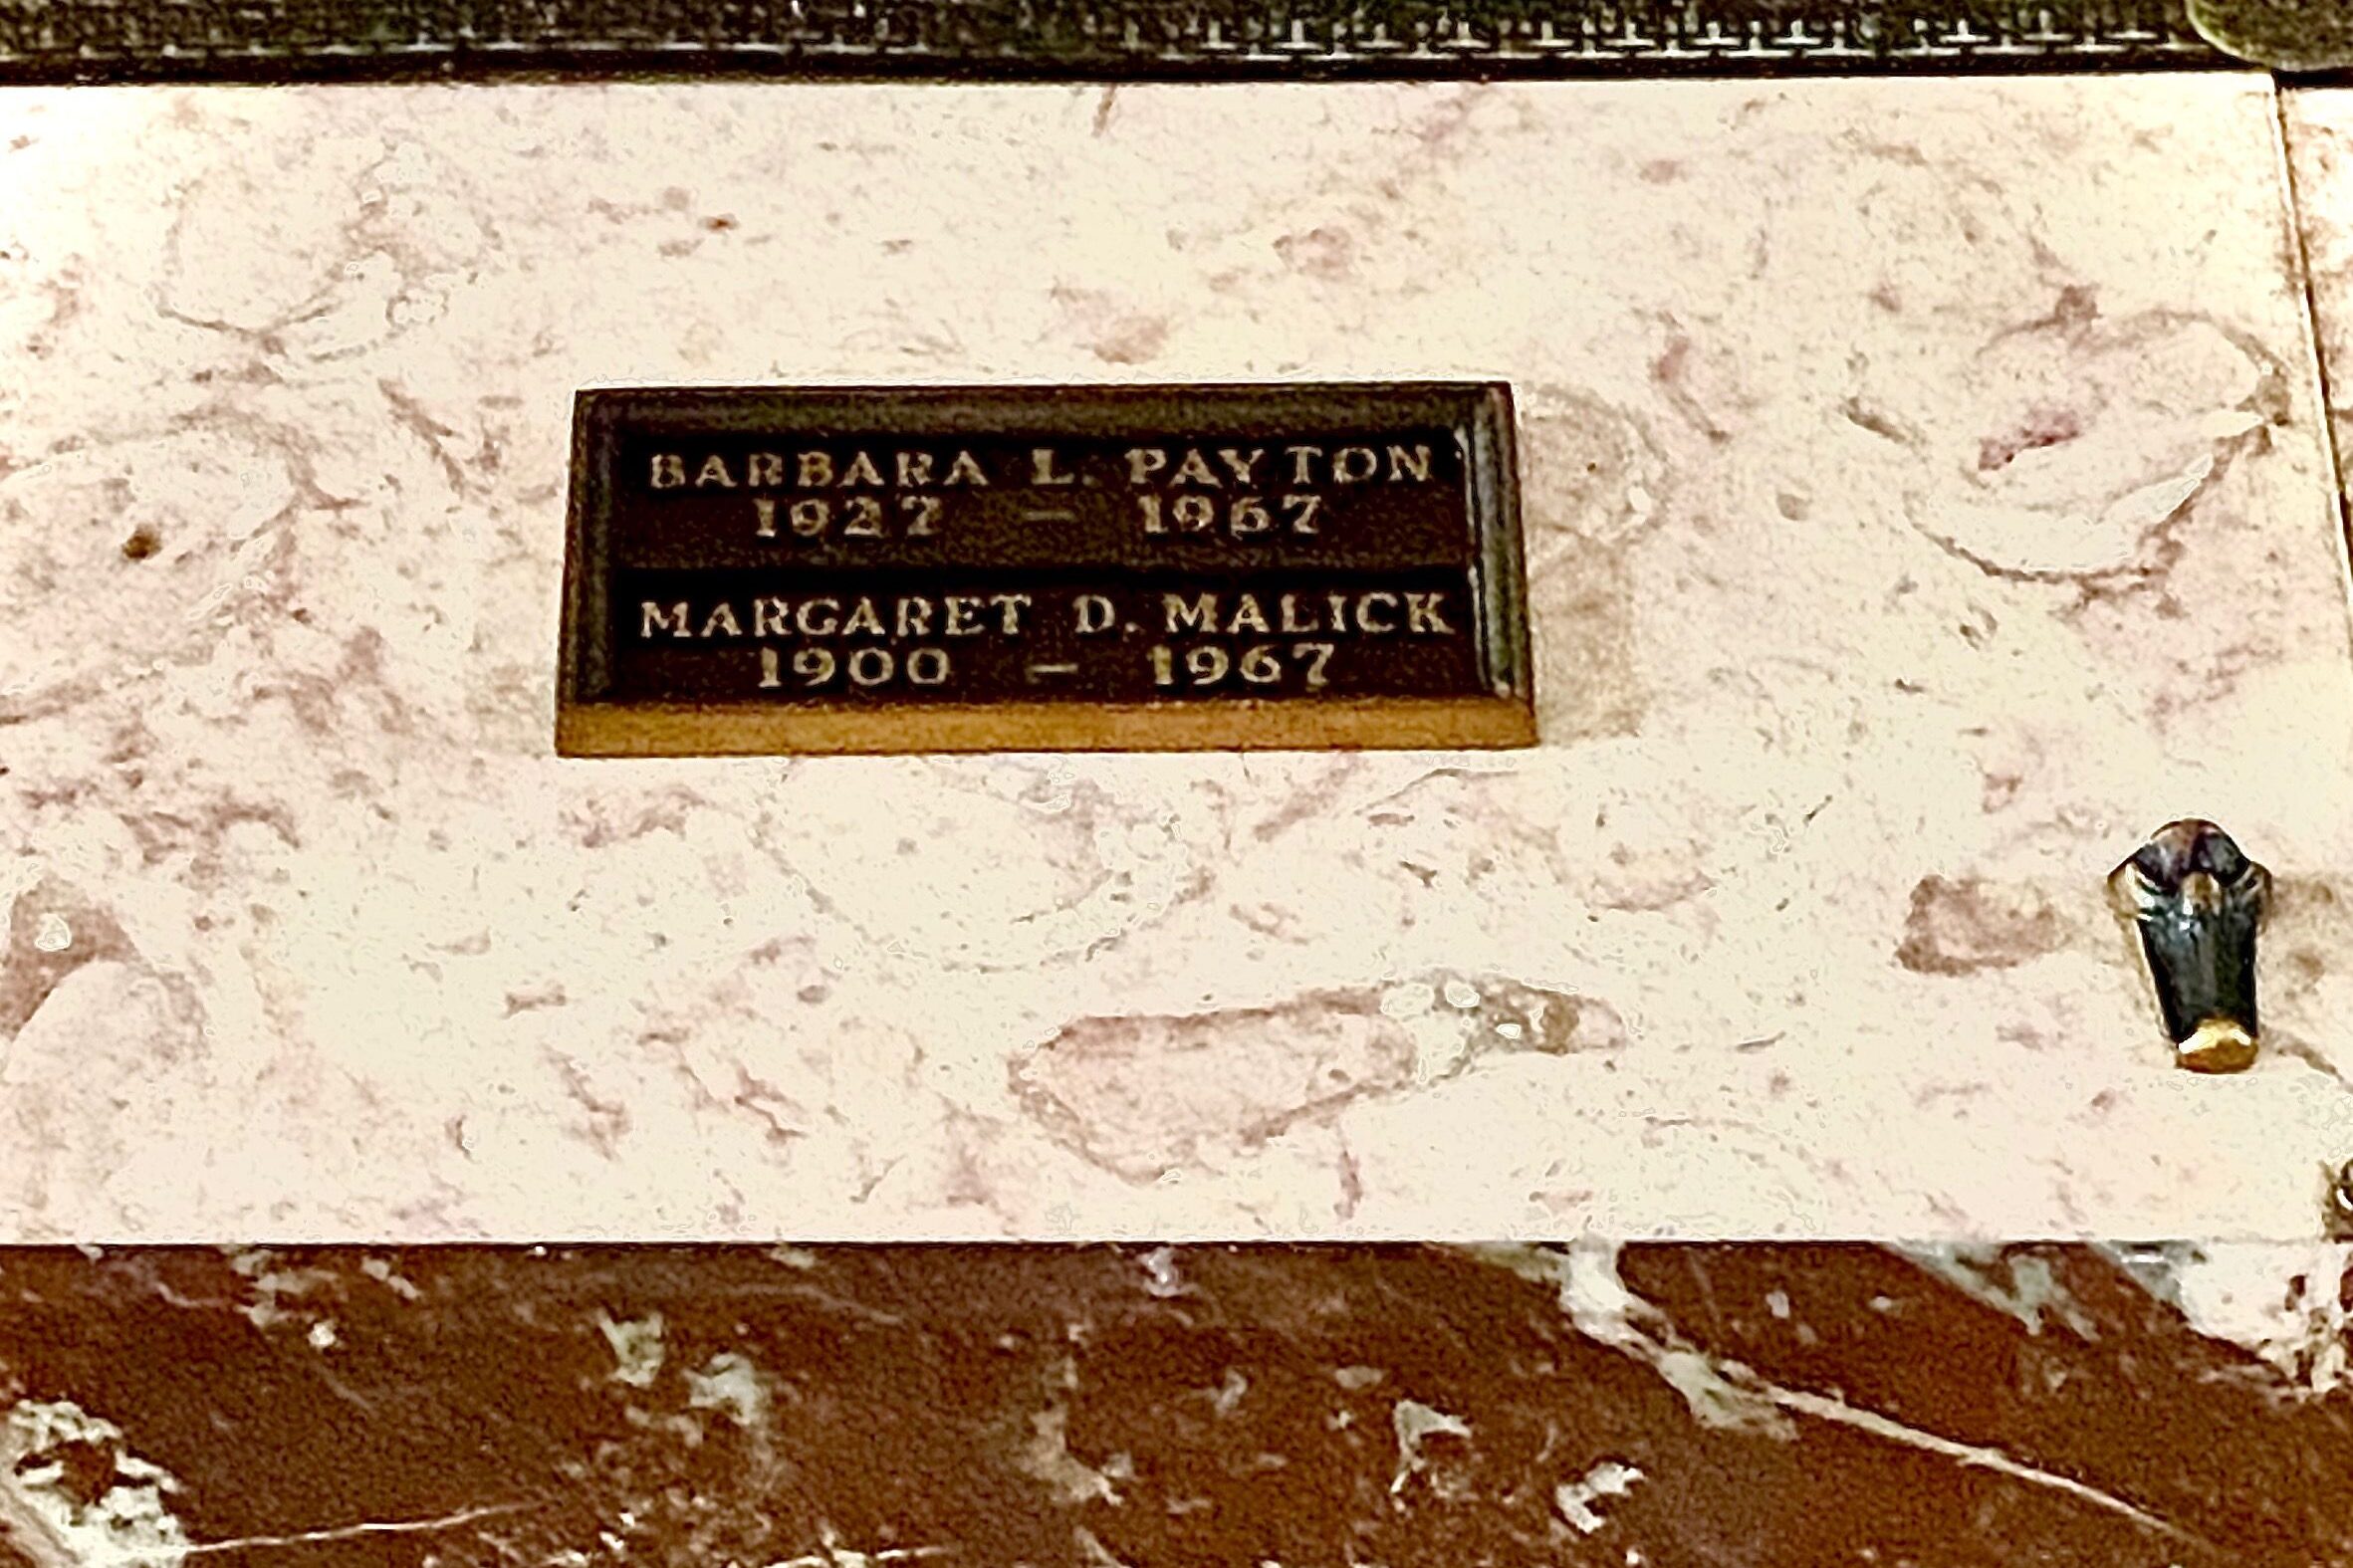 BARBARA L. PAYTON
1927 – 1967
MARGARET D. MALICK
1900 – 1967